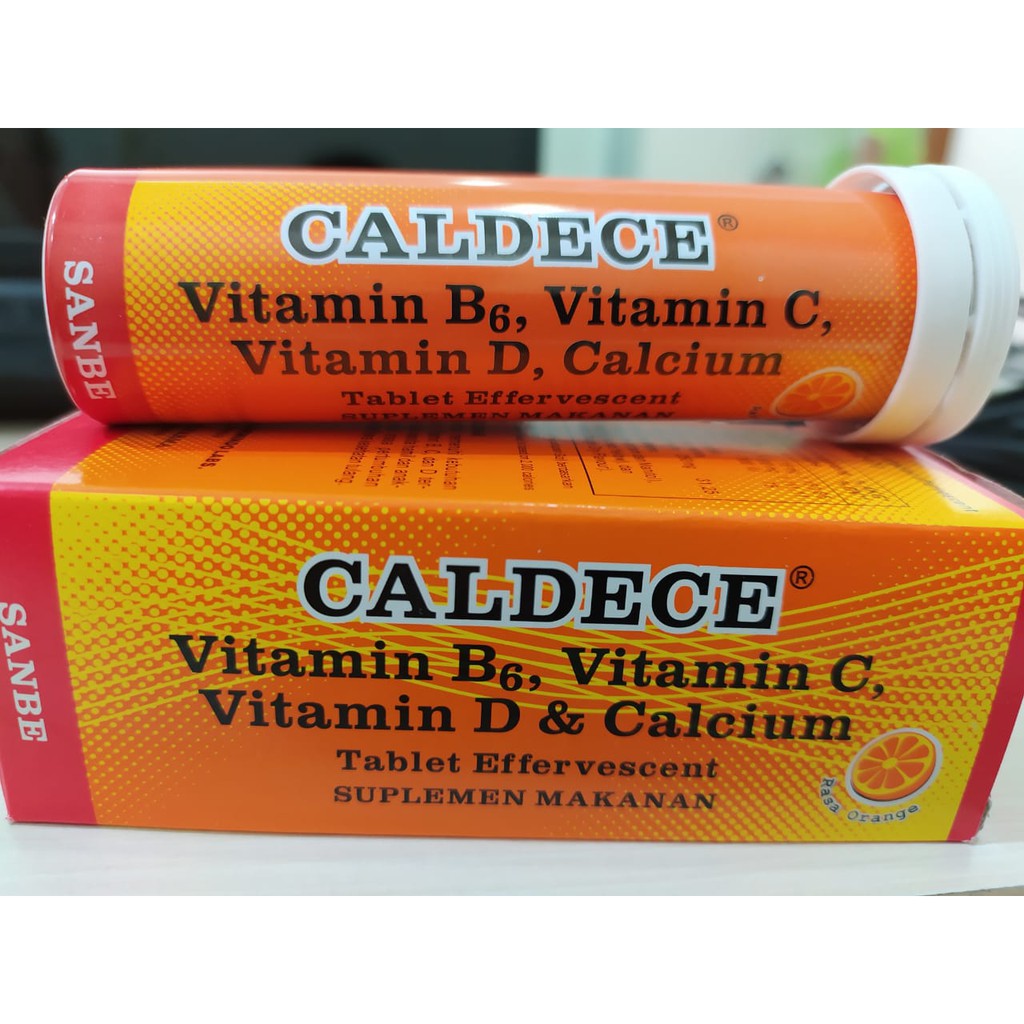 SANBE
CALDECE®
Vitamin B6, Vitamin C,
Vitamin D, Calcium
Tablet Effervescent
SUPLEMEN MAKANAN
LABS.
SANBE
CALDECE®
Vitamin B6, Vitamin C,
Vitamin D & Calcium
Tablet Effervescent
SUPLEMEN MAKANAN
Rasa Orange